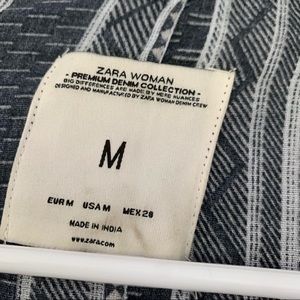 ZARA WOMAN
- PREMIUM DENIM COLLECTION -
BIG DIFFERENCES ARE MADE BY MERE NUANCES
DESIGNED AND MANUFACTURED BY ZARA WOMAN DENIM CREW
M
EUR M USA M MEX 28
MADE IN INDIA
www.zara.com